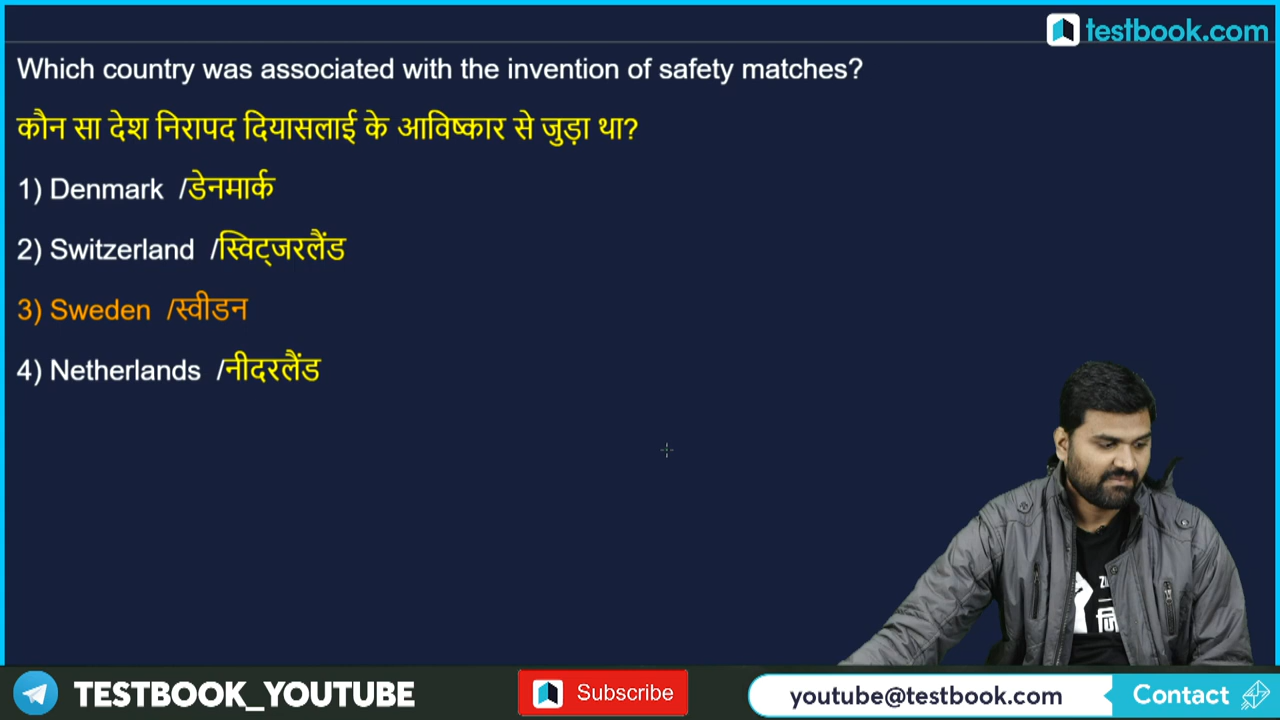 testbook.com
Which country was associated with the invention of safety matches?
कौन सा देश निरापद दियासलाई के आविष्कार से जुड़ा था?
1) Denmark /डेनमार्क
2) Switzerland /स्विट्जरलैंड
3) Sweden /स्वीडन
4) Netherlands /नीदरलैंड
TESTBOOK_YOUTUBE
Subscribe
youtube@testbook.com
Contact